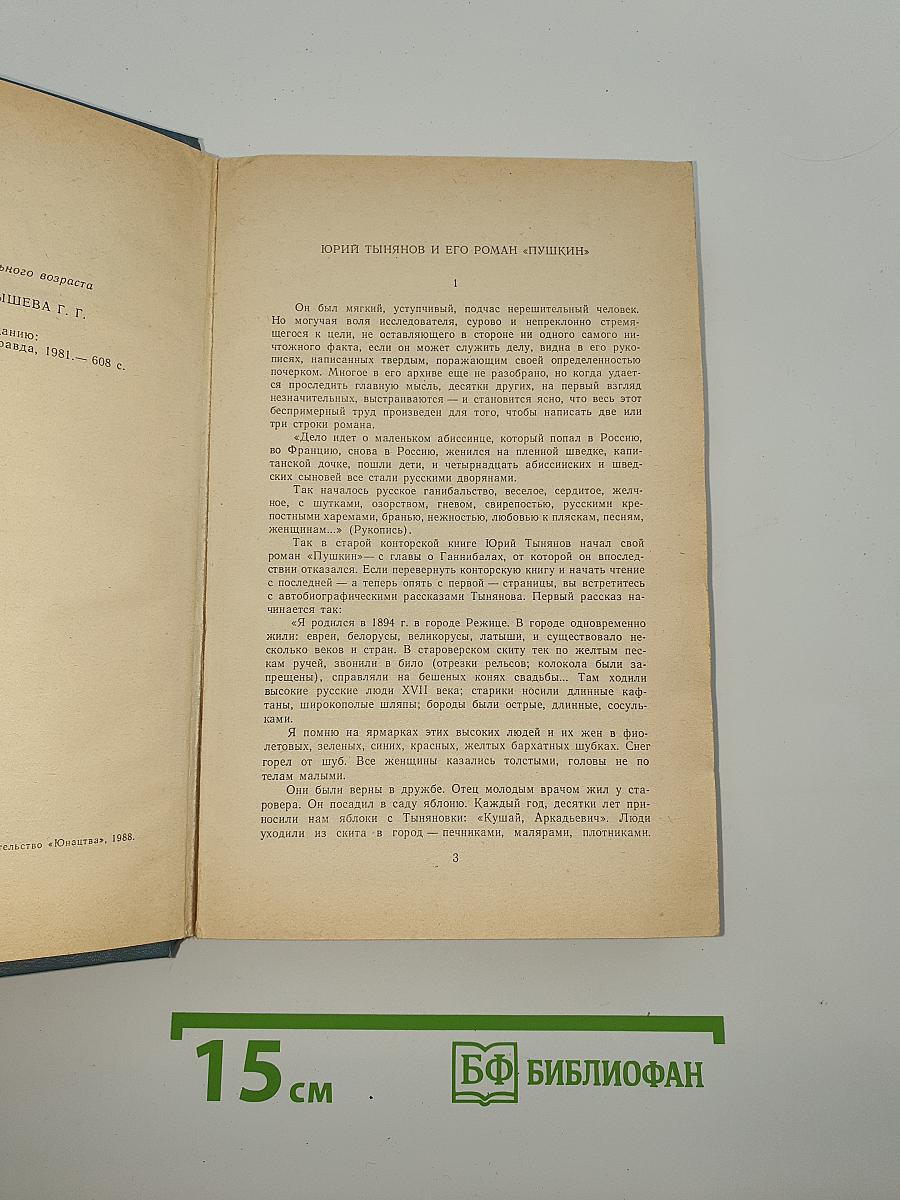 ьного возраста
ЫШЕВА Г. Г.
анию:
равда, 1981.— 608 с.
тельство «Юнацтва», 1988.
ЮРИЙ ТЫНЯНОВ И ЕГО РОМАН «ПУШКИН»
1
Он был мягкий, уступчивый, подчас нерешительный человек.
Но могучая воля исследователя, сурово и непреклонно стремя-
щегося к цели, не оставляющего в стороне ни одного самого ни-
чтожного факта, если он может служить делу, видна в его руко-
писях, написанных твердым, поражающим своей определенностью
почерком. Многое в его архиве еще не разобрано, но когда удает-
ся проследить главную мысль, десятки других, на первый взгляд
незначительных, выстраиваются — и становится ясно, что весь этот
беспримерный труд произведен для того, чтобы написать две или
три строки романа.
«Дело идет о маленьком абиссинце, который попал в Россию,
во Францию, снова в Россию, женился на пленной шведке, капи-
танской дочке, пошли дети, и четырнадцать абиссинских и швед-
ских сыновей все стали русскими дворянами.
Так началось русское ганибальство, веселое, сердитое, желч-
ное, с шутками, озорством, гневом, свирепостью, русскими кре-
постными харемами, бранью, нежностью, любовью к пляскам, песням,
женщинам...» (Рукопись).
Так в старой конторской книге Юрий Тынянов начал свой
роман «Пушкин»— с главы о Ганнибалах, от которой он впослед-
ствии отказался. Если перевернуть конторскую книгу и начать чтение
с последней — а теперь опять с первой — страницы, вы встретитесь
с автобиографическими рассказами Тынянова. Первый рассказ на-
чинается так:
«Я родился в 1894 г. в городе Режице. В городе одновременно
жили: евреи, белорусы, великорусы, латыши, и существовало не-
сколько веков и стран. В староверском скиту тек по желтым пес-
кам ручей, звонили в било (отрезки рельсов; колокола были за-
прещены), справляли на бешеных конях свадьбы... Там ходили
высокие русские люди XVII века; старики носили длинные каф-
таны, широкополые шляпы; бороды были острые, длинные, сосуль-
ками.
Я помню на ярмарках этих высоких людей и их жен в фио-
летовых, зеленых, синих, красных, желтых бархатных шубках. Снег
горел от шуб. Все женщины казались толстыми, головы не по
телам малыми.
Они были верны в дружбе. Отец молодым врачом жил у ста-
ровера. Он посадил в саду яблоню. Каждый год, десятки лет при-
носили нам яблоки с Тыняновки: «Кушай, Аркадьевич». Люди
уходили из скита в город — печниками, малярами, плотниками.
3
15 см
БФ БИБЛИОФАН